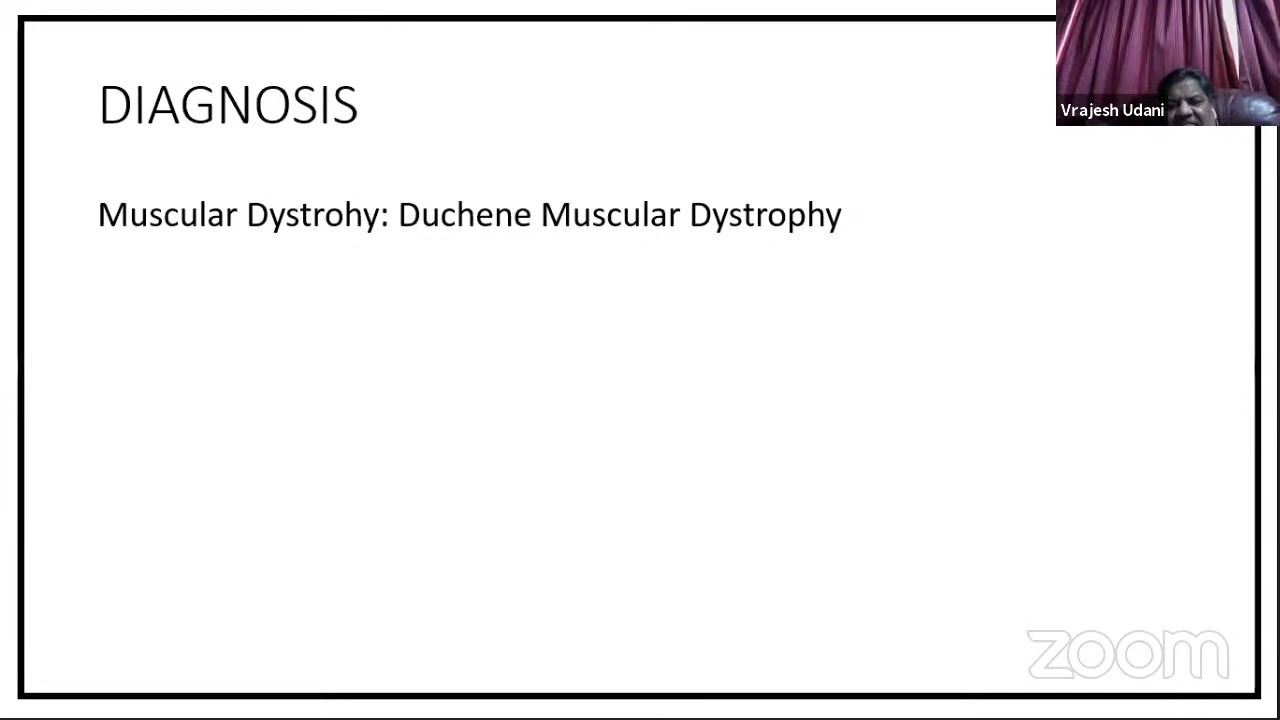 DIAGNOSIS
Vrajesh Udani
Muscular Dystrohy: Duchene Muscular Dystrophy
zoom